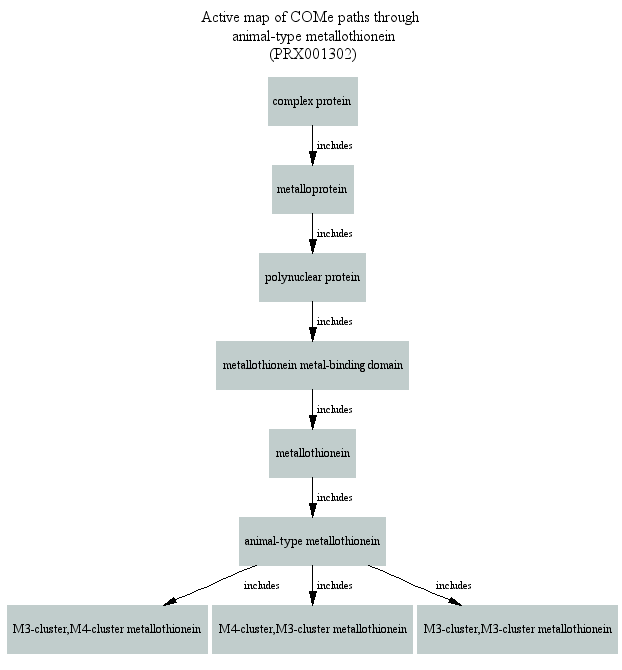 Active map of COMe paths through
animal-type metallothionein
(PRX001302)
complex protein
includes
metalloprotein
includes
polynuclear protein
includes
metallothionein metal-binding domain
includes
metallothionein
includes
animal-type metallothionein
includes includes includes
M3-cluster,M4-cluster metallothionein M4-cluster,M3-cluster metallothionein M3-cluster,M3-cluster metallothionein